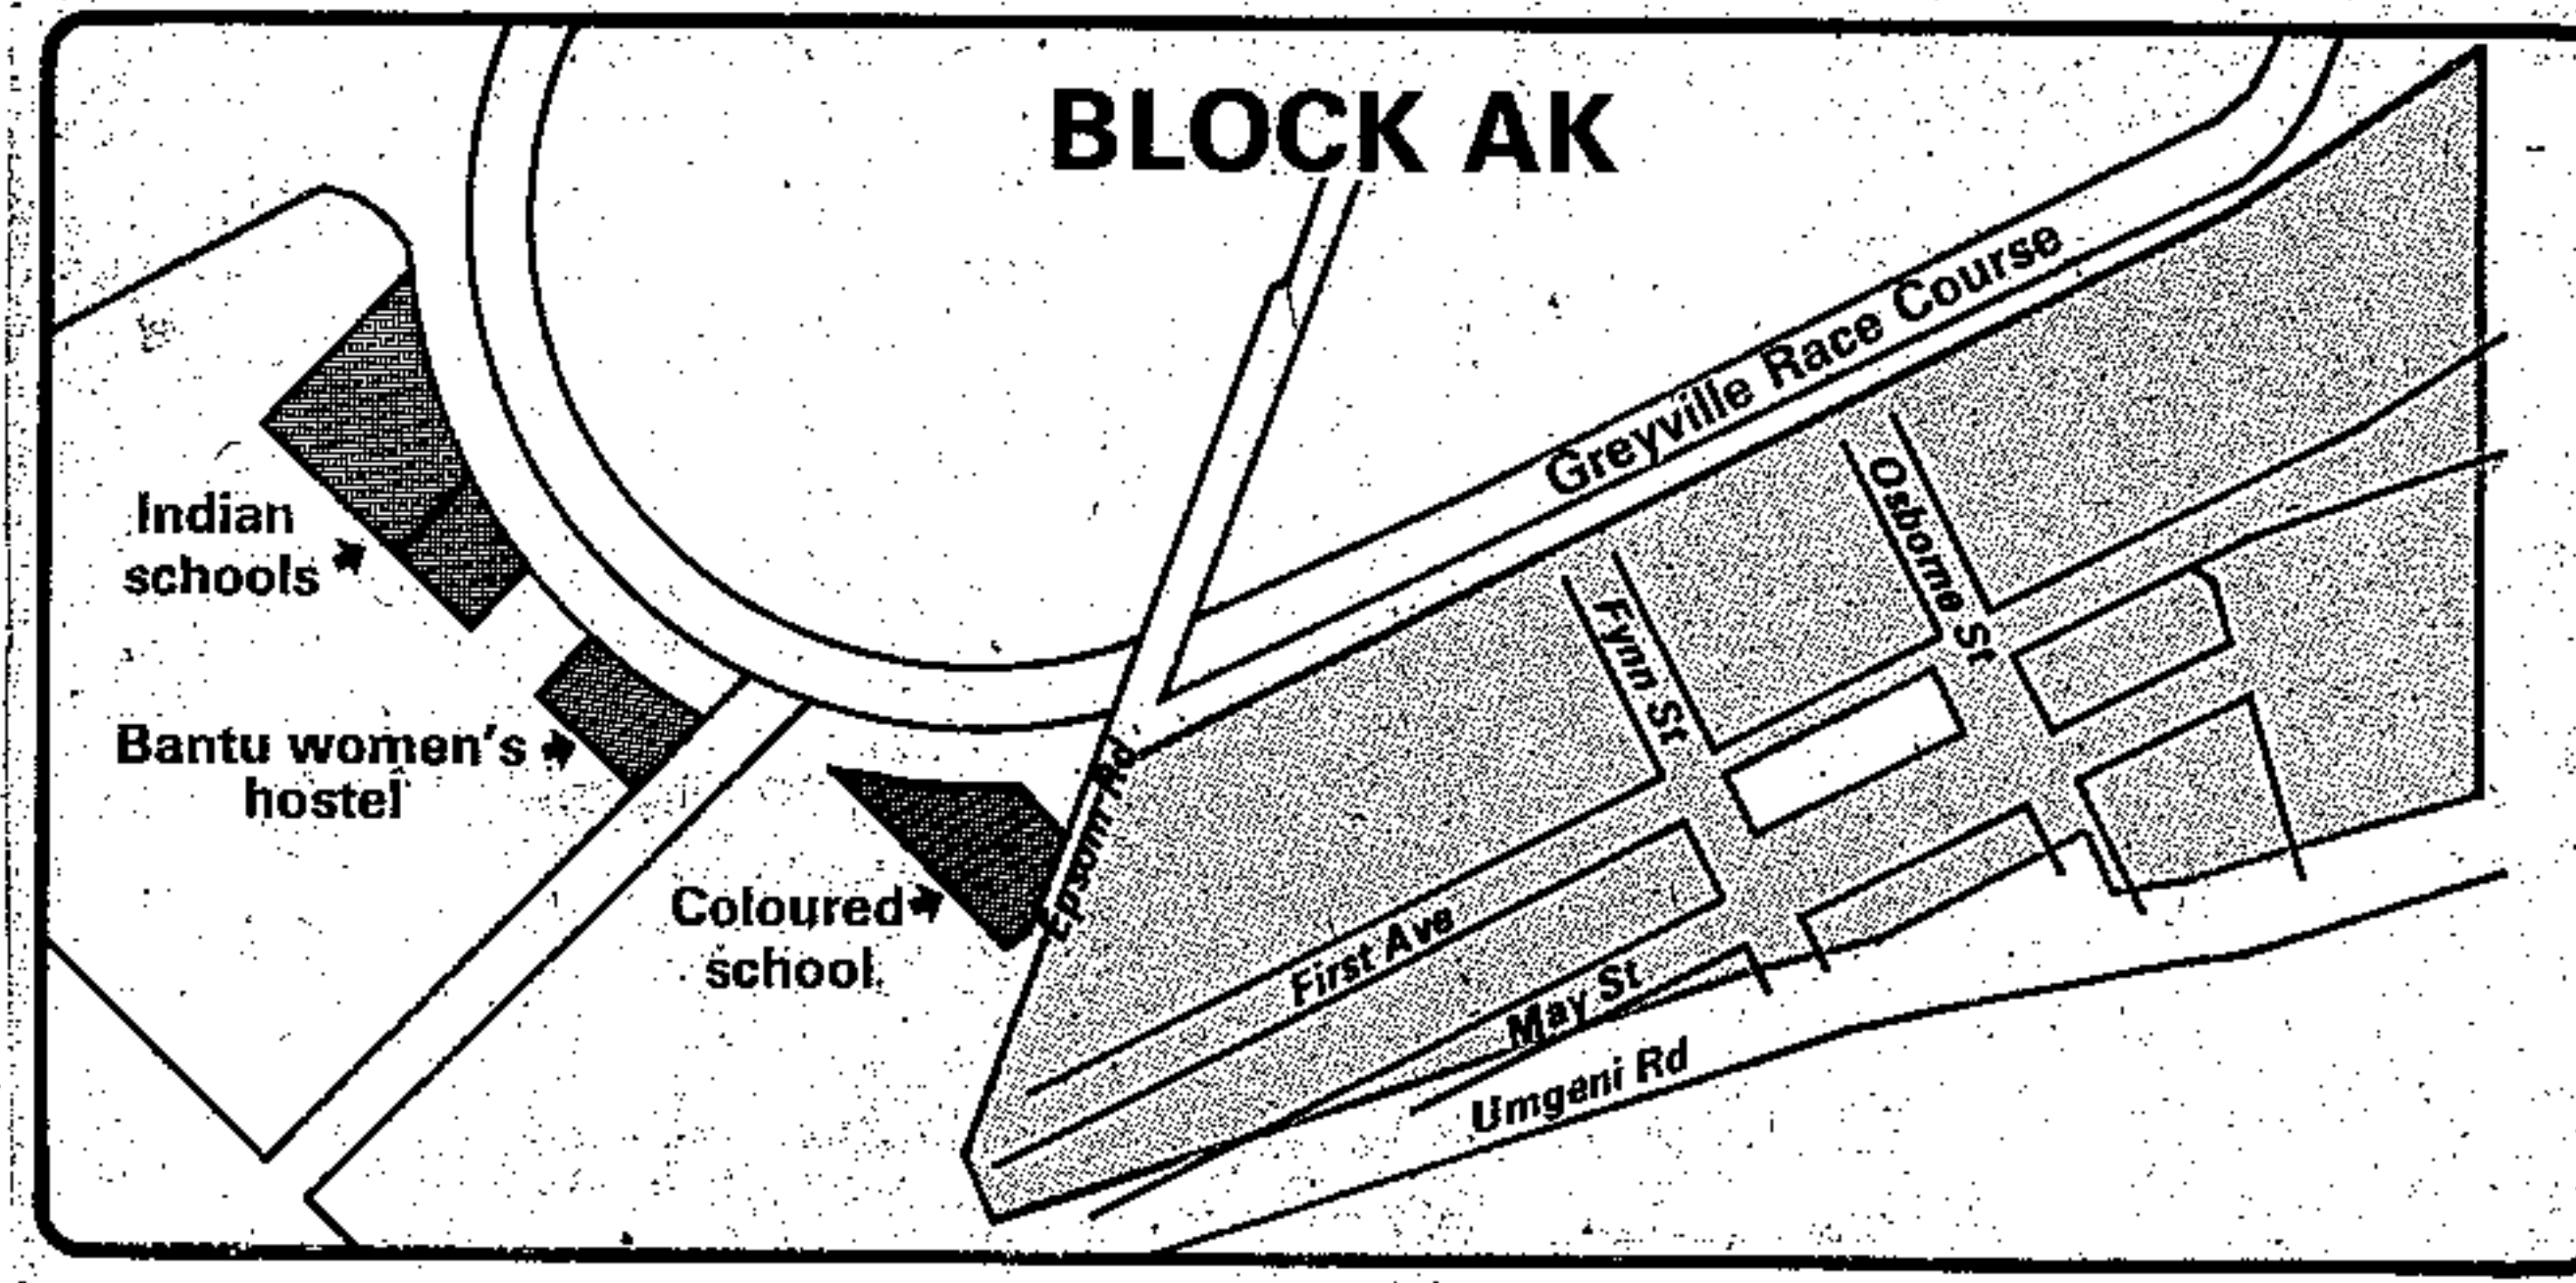 BLOCK AK
Greyville Race Course
Osborne St
Fynn St
Indian
schools
Bantu women's
hostel
Epsom Rd
Coloured
school
First Ave
May St
Umgeni Rd